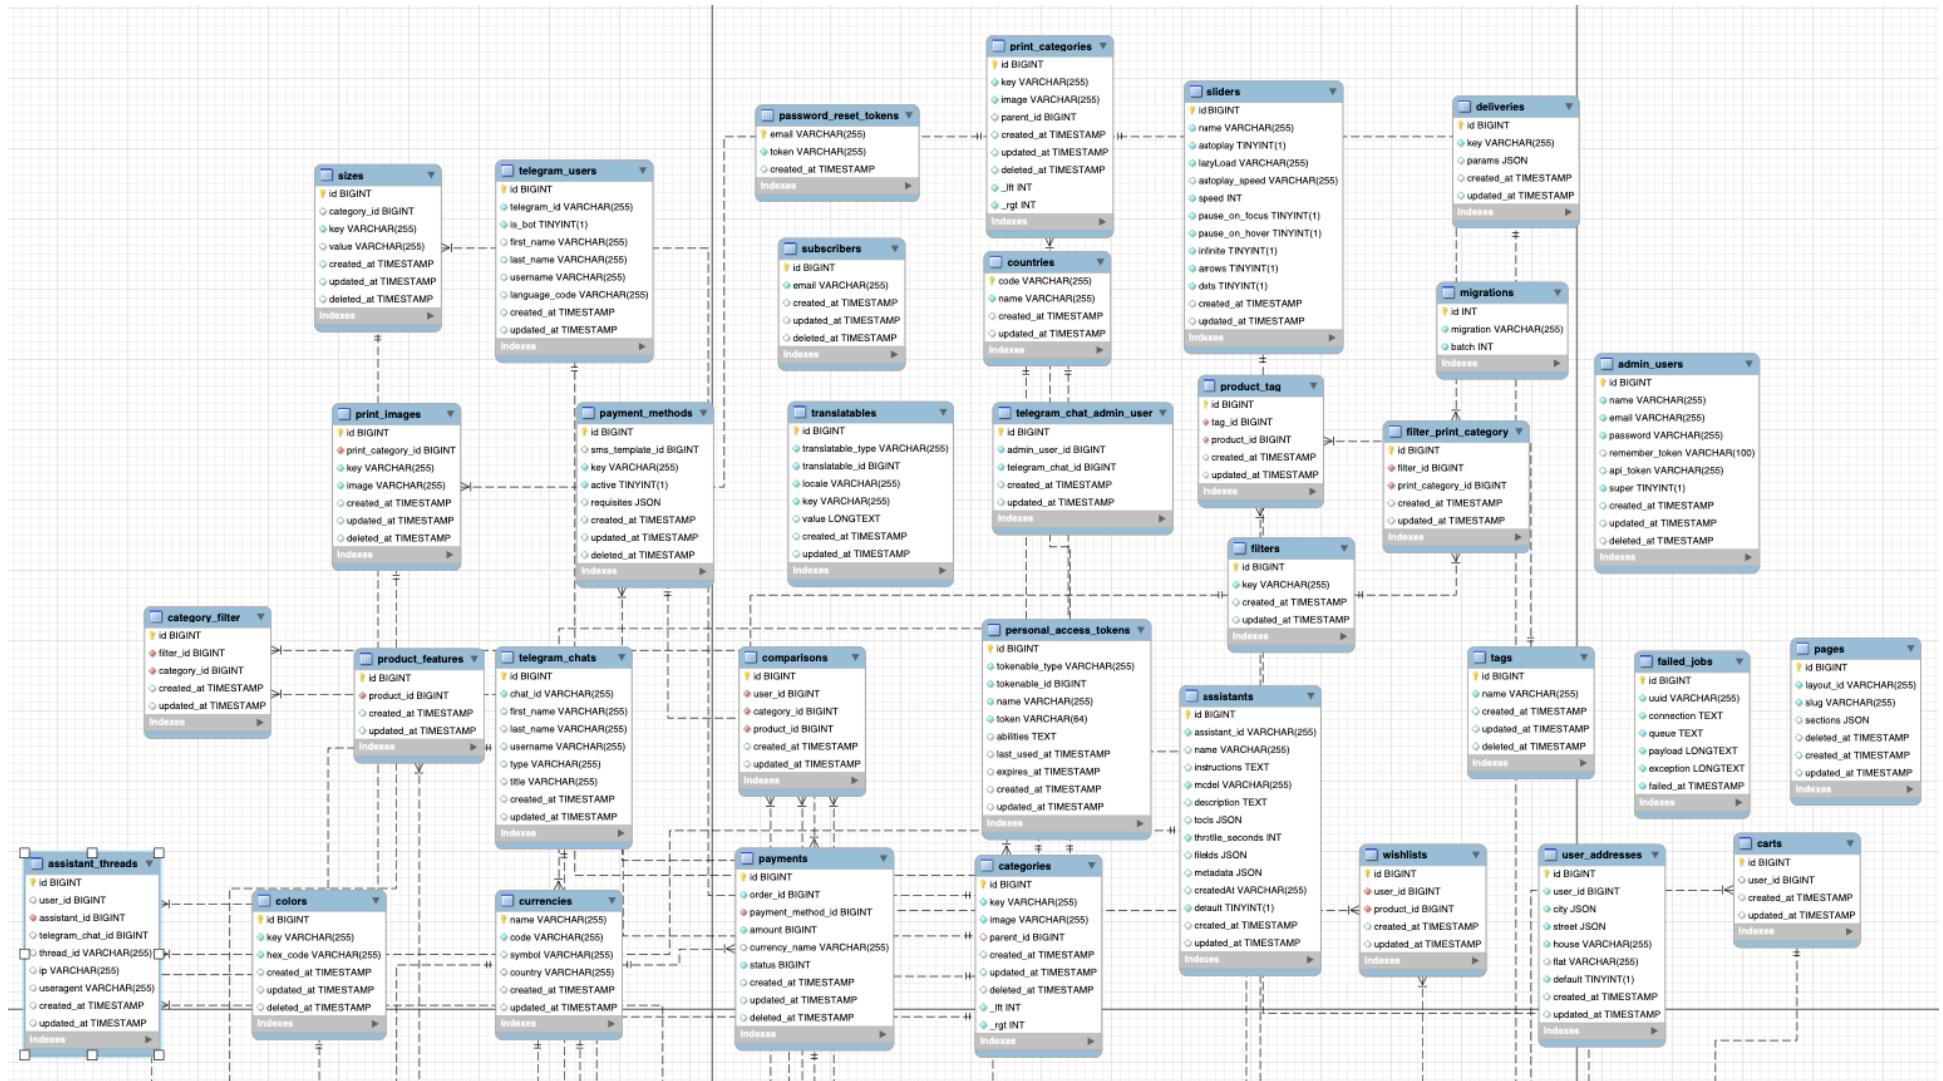 print_categories
id BIGINT
key VARCHAR(255)
image VARCHAR(255)
parent_id BIGINT
created_at TIMESTAMP
updated_at TIMESTAMP
deleted_at TIMESTAMP
_lft INT
_rgt INT
Indexes
sliders
id BIGINT
name VARCHAR(255)
autoplay TINYINT(1)
lazyLoad VARCHAR(255)
autoplay_speed VARCHAR(255)
speed INT
pause_on_focus TINYINT(1)
pause_on_hover TINYINT(1)
infinite TINYINT(1)
arrows TINYINT(1)
dots TINYINT(1)
created_at TIMESTAMP
updated_at TIMESTAMP
Indexes
deliveries
id BIGINT
key VARCHAR(255)
params JSON
created_at TIMESTAMP
updated_at TIMESTAMP
Indexes
password_reset_tokens
email VARCHAR(255)
token VARCHAR(255)
created_at TIMESTAMP
Indexes
sizes
id BIGINT
category_id BIGINT
key VARCHAR(255)
value VARCHAR(255)
created_at TIMESTAMP
updated_at TIMESTAMP
deleted_at TIMESTAMP
Indexes
telegram_users
id BIGINT
telegram_id VARCHAR(255)
is_bot TINYINT(1)
first_name VARCHAR(255)
last_name VARCHAR(255)
username VARCHAR(255)
language_code VARCHAR(255)
created_at TIMESTAMP
updated_at TIMESTAMP
Indexes
subscribers
id BIGINT
email VARCHAR(255)
created_at TIMESTAMP
updated_at TIMESTAMP
deleted_at TIMESTAMP
Indexes
countries
code VARCHAR(255)
name VARCHAR(255)
created_at TIMESTAMP
updated_at TIMESTAMP
Indexes
migrations
id INT
migration VARCHAR(255)
batch INT
Indexes
admin_users
id BIGINT
name VARCHAR(255)
email VARCHAR(255)
password VARCHAR(255)
remember_token VARCHAR(100)
api_token VARCHAR(255)
super TINYINT(1)
created_at TIMESTAMP
updated_at TIMESTAMP
deleted_at TIMESTAMP
Indexes
print_images
id BIGINT
print_category_id BIGINT
key VARCHAR(255)
image VARCHAR(255)
created_at TIMESTAMP
updated_at TIMESTAMP
deleted_at TIMESTAMP
Indexes
payment_methods
id BIGINT
sms_template_id BIGINT
key VARCHAR(255)
active TINYINT(1)
requisites JSON
created_at TIMESTAMP
updated_at TIMESTAMP
deleted_at TIMESTAMP
Indexes
translatables
id BIGINT
translatable_type VARCHAR(255)
translatable_id BIGINT
locale VARCHAR(255)
key VARCHAR(255)
value LONGTEXT
created_at TIMESTAMP
updated_at TIMESTAMP
Indexes
telegram_chat_admin_user
id BIGINT
admin_user_id BIGINT
telegram_chat_id BIGINT
created_at TIMESTAMP
updated_at TIMESTAMP
Indexes
product_tag
id BIGINT
tag_id BIGINT
product_id BIGINT
created_at TIMESTAMP
updated_at TIMESTAMP
Indexes
filter_print_category
id BIGINT
filter_id BIGINT
print_category_id BIGINT
created_at TIMESTAMP
updated_at TIMESTAMP
Indexes
filters
id BIGINT
key VARCHAR(255)
created_at TIMESTAMP
updated_at TIMESTAMP
Indexes
category_filter
id BIGINT
filter_id BIGINT
category_id BIGINT
created_at TIMESTAMP
updated_at TIMESTAMP
Indexes
product_features
id BIGINT
product_id BIGINT
created_at TIMESTAMP
updated_at TIMESTAMP
Indexes
telegram_chats
id BIGINT
chat_id VARCHAR(255)
first_name VARCHAR(255)
last_name VARCHAR(255)
username VARCHAR(255)
type VARCHAR(255)
title VARCHAR(255)
created_at TIMESTAMP
updated_at TIMESTAMP
Indexes
comparisons
id BIGINT
user_id BIGINT
category_id BIGINT
product_id BIGINT
created_at TIMESTAMP
updated_at TIMESTAMP
Indexes
personal_access_tokens
id BIGINT
tokenable_type VARCHAR(255)
tokenable_id BIGINT
name VARCHAR(255)
token VARCHAR(64)
abilities TEXT
last_used_at TIMESTAMP
expires_at TIMESTAMP
created_at TIMESTAMP
updated_at TIMESTAMP
Indexes
assistants
id BIGINT
assistant_id VARCHAR(255)
name VARCHAR(255)
instructions TEXT
model VARCHAR(255)
description TEXT
tools JSON
throttle_seconds INT
fileIds JSON
metadata JSON
createdAt VARCHAR(255)
default TINYINT(1)
created_at TIMESTAMP
updated_at TIMESTAMP
Indexes
tags
id BIGINT
name VARCHAR(255)
created_at TIMESTAMP
updated_at TIMESTAMP
deleted_at TIMESTAMP
Indexes
failed_jobs
id BIGINT
uuid VARCHAR(255)
connection TEXT
queue TEXT
payload LONGTEXT
exception LONGTEXT
failed_at TIMESTAMP
Indexes
pages
id BIGINT
layout_id VARCHAR(255)
slug VARCHAR(255)
sections JSON
deleted_at TIMESTAMP
created_at TIMESTAMP
updated_at TIMESTAMP
Indexes
assistant_threads
id BIGINT
user_id BIGINT
assistant_id BIGINT
telegram_chat_id BIGINT
thread_id VARCHAR(255)
ip VARCHAR(255)
useragent VARCHAR(255)
created_at TIMESTAMP
updated_at TIMESTAMP
Indexes
colors
id BIGINT
key VARCHAR(255)
hex_code VARCHAR(255)
created_at TIMESTAMP
updated_at TIMESTAMP
deleted_at TIMESTAMP
Indexes
currencies
name VARCHAR(255)
code VARCHAR(255)
symbol VARCHAR(255)
country VARCHAR(255)
created_at TIMESTAMP
updated_at TIMESTAMP
Indexes
payments
id BIGINT
order_id BIGINT
payment_method_id BIGINT
amount BIGINT
currency_name VARCHAR(255)
status BIGINT
created_at TIMESTAMP
updated_at TIMESTAMP
deleted_at TIMESTAMP
Indexes
categories
id BIGINT
key VARCHAR(255)
image VARCHAR(255)
parent_id BIGINT
created_at TIMESTAMP
updated_at TIMESTAMP
deleted_at TIMESTAMP
_lft INT
_rgt INT
Indexes
wishlists
id BIGINT
user_id BIGINT
product_id BIGINT
created_at TIMESTAMP
updated_at TIMESTAMP
Indexes
user_addresses
id BIGINT
user_id BIGINT
city JSON
street JSON
house VARCHAR(255)
flat VARCHAR(255)
default TINYINT(1)
created_at TIMESTAMP
updated_at TIMESTAMP
Indexes
carts
id BIGINT
user_id BIGINT
created_at TIMESTAMP
updated_at TIMESTAMP
Indexes